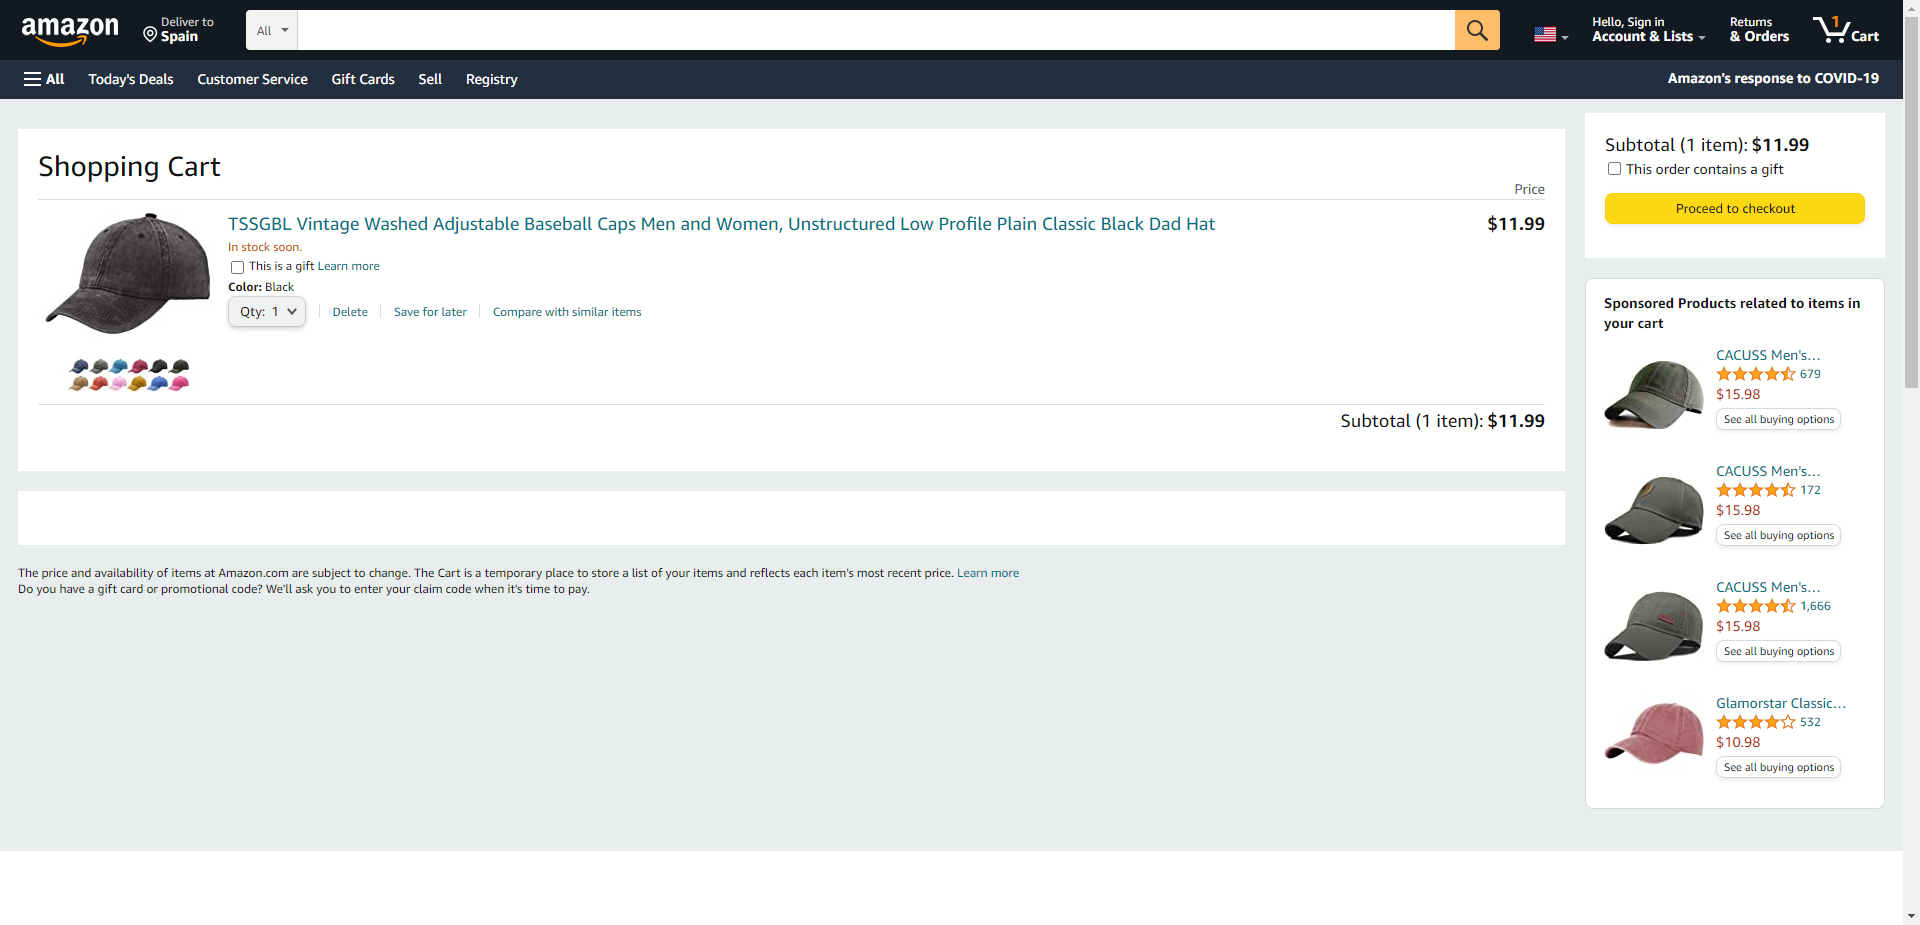 amazon
Deliver to
Spain
All
Hello, Sign in
Account & Lists
Returns
& Orders
1
Cart
All
Today's Deals
Customer Service
Gift Cards
Sell
Registry
Amazon's response to COVID-19
Shopping Cart
Price
TSSGBL Vintage Washed Adjustable Baseball Caps Men and Women, Unstructured Low Profile Plain Classic Black Dad Hat
$11.99
In stock soon.
This is a gift Learn more
Color: Black
Qty: 1
Delete
Save for later
Compare with similar items
Subtotal (1 item): $11.99
The price and availability of items at Amazon.com are subject to change. The Cart is a temporary place to store a list of your items and reflects each item's most recent price. Learn more
Do you have a gift card or promotional code? We'll ask you to enter your claim code when it's time to pay.
Subtotal (1 item): $11.99
This order contains a gift
Proceed to checkout
Sponsored Products related to items in
your cart
CACUSS Men's...
679
$15.98
See all buying options
CACUSS Men's...
172
$15.98
See all buying options
CACUSS Men's...
1,666
$15.98
See all buying options
Glamorstar Classic...
532
$10.98
See all buying options